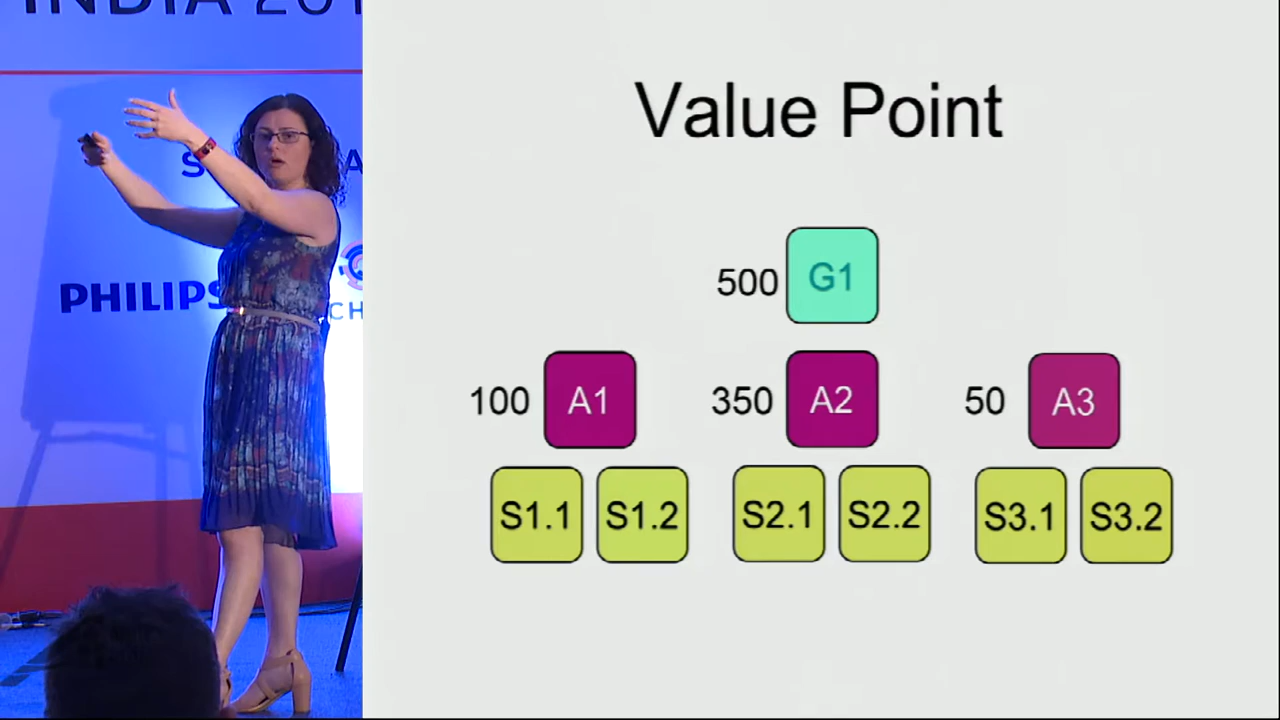 INDIA 201
PHILIPS
CH
Value Point
500 G1
100 A1 350 A2 50 A3
S1.1 S1.2 S2.1 S2.2 S3.1 S3.2